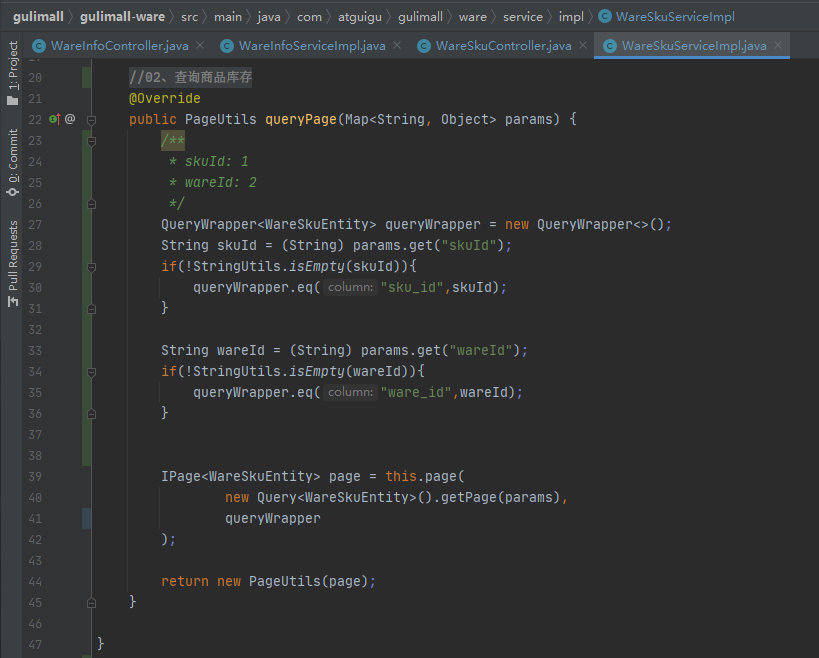 gulimall > gulimall-ware > src > main > java > com > atguigu > gulimall > ware > service > impl > WareSkuServiceImpl
WareInfoController.java × WareInfoServiceImpl.java × WareSkuController.java × WareSkuServiceImpl.java ×
1: Project
0: Commit
Pull Requests
20 //02、查询商品库存
21 @Override
22 @ public PageUtils queryPage(Map<String, Object> params) {
23 /**
24 * skuId: 1
25 * wareId: 2
26 */
27 QueryWrapper<WareSkuEntity> queryWrapper = new QueryWrapper<>();
28 String skuId = (String) params.get("skuId");
29 if(!StringUtils.isEmpty(skuId)){
30 queryWrapper.eq( column: "sku_id",skuId);
31 }
32
33 String wareId = (String) params.get("wareId");
34 if(!StringUtils.isEmpty(wareId)){
35 queryWrapper.eq( column: "ware_id",wareId);
36 }
37
38
39 IPage<WareSkuEntity> page = this.page(
40 new Query<WareSkuEntity>().getPage(params),
41 queryWrapper
42 );
43
44 return new PageUtils(page);
45 }
46
47 }